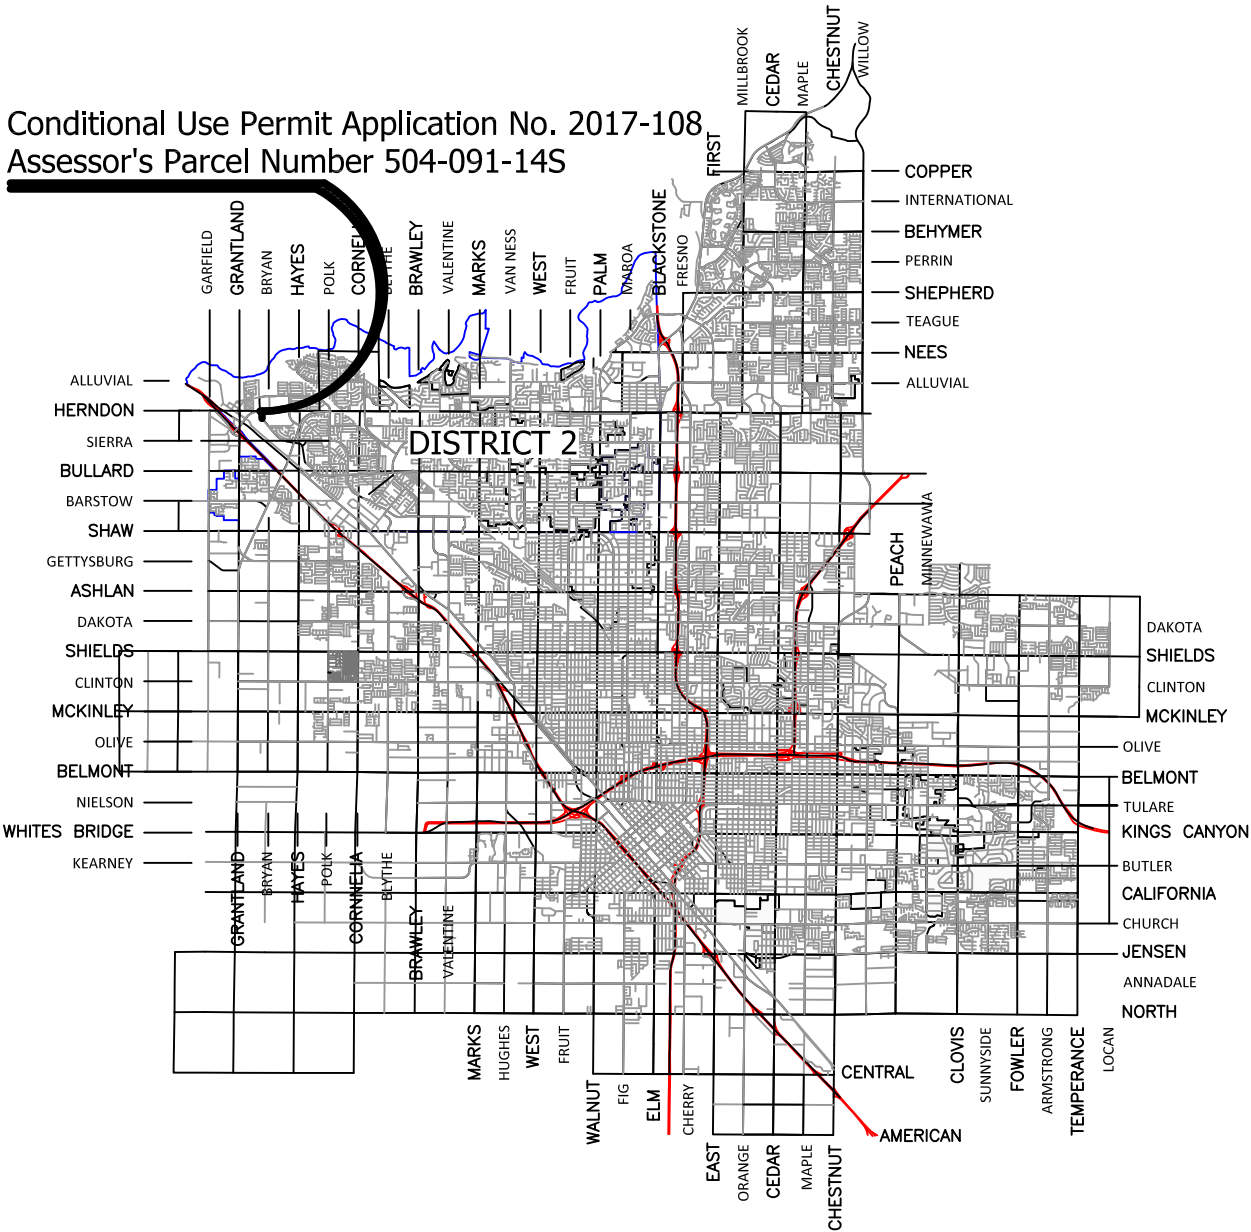 Conditional Use Permit Application No. 2017-108
Assessor's Parcel Number 504-091-14S
MILLBROOK
CEDAR
MAPLE
CHESTNUT
WILLOW
FIRST
COPPER
INTERNATIONAL
BEHYMER
PERRIN
SHEPHERD
TEAGUE
NEES
ALLUVIAL
GARFIELD
GRANTLAND
BRYAN
HAYES
POLK
BRAWLEY
VALENTINE
MARKS
VAN NESS
WEST
FRUIT
PALM
MAROA
BLACKSTONE
FRESNO
ALLUVIAL
HERNDON
SIERRA
BULLARD
BARSTOW
SHAW
GETTYSBURG
ASHLAN
DAKOTA
SHIELDS
CLINTON
MCKINLEY
OLIVE
BELMONT
NIELSON
WHITES BRIDGE
KEARNEY
DISTRICT 2
PEACH
MINNEWAWA
DAKOTA
SHIELDS
CLINTON
MCKINLEY
OLIVE
BELMONT
TULARE
KINGS CANYON
BUTLER
CALIFORNIA
CHURCH
JENSEN
ANNADALE
NORTH
GRANTLAND
BRYAN
HAYES
POLK
CORNNELIA
BLYTHE
BRAWLEY
VALENTINE
MARKS
HUGHES
WEST
FRUIT
WALNUT
FIG
ELM
CHERRY
EAST
ORANGE
CEDAR
MAPLE
CHESTNUT
CENTRAL
AMERICAN
CLOVIS
SUNNYSIDE
FOWLER
ARMSTRONG
TEMPERANCE
LOCAN